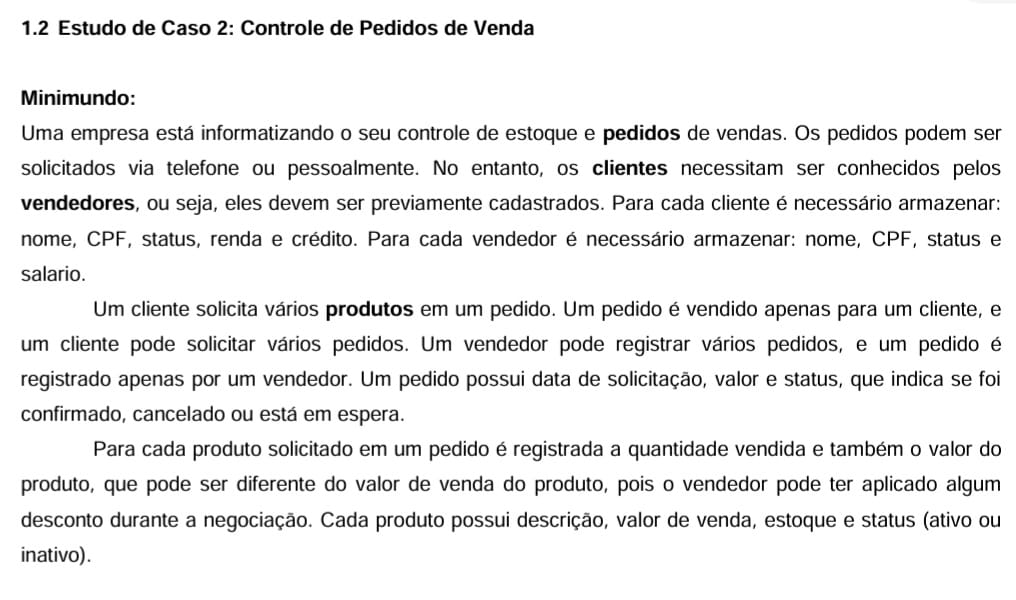 1.2 Estudo de Caso 2: Controle de Pedidos de Venda
Minimundo:
Uma empresa está informatizando o seu controle de estoque e pedidos de vendas. Os pedidos podem ser
solicitados via telefone ou pessoalmente. No entanto, os clientes necessitam ser conhecidos pelos
vendedores, ou seja, eles devem ser previamente cadastrados. Para cada cliente é necessário armazenar:
nome, CPF, status, renda e crédito. Para cada vendedor é necessário armazenar: nome, CPF, status e
salario.
Um cliente solicita vários produtos em um pedido. Um pedido é vendido apenas para um cliente, e
um cliente pode solicitar vários pedidos. Um vendedor pode registrar vários pedidos, e um pedido é
registrado apenas por um vendedor. Um pedido possui data de solicitação, valor e status, que indica se foi
confirmado, cancelado ou está em espera.
Para cada produto solicitado em um pedido é registrada a quantidade vendida e também o valor do
produto, que pode ser diferente do valor de venda do produto, pois o vendedor pode ter aplicado algum
desconto durante a negociação. Cada produto possui descrição, valor de venda, estoque e status (ativo ou
inativo).